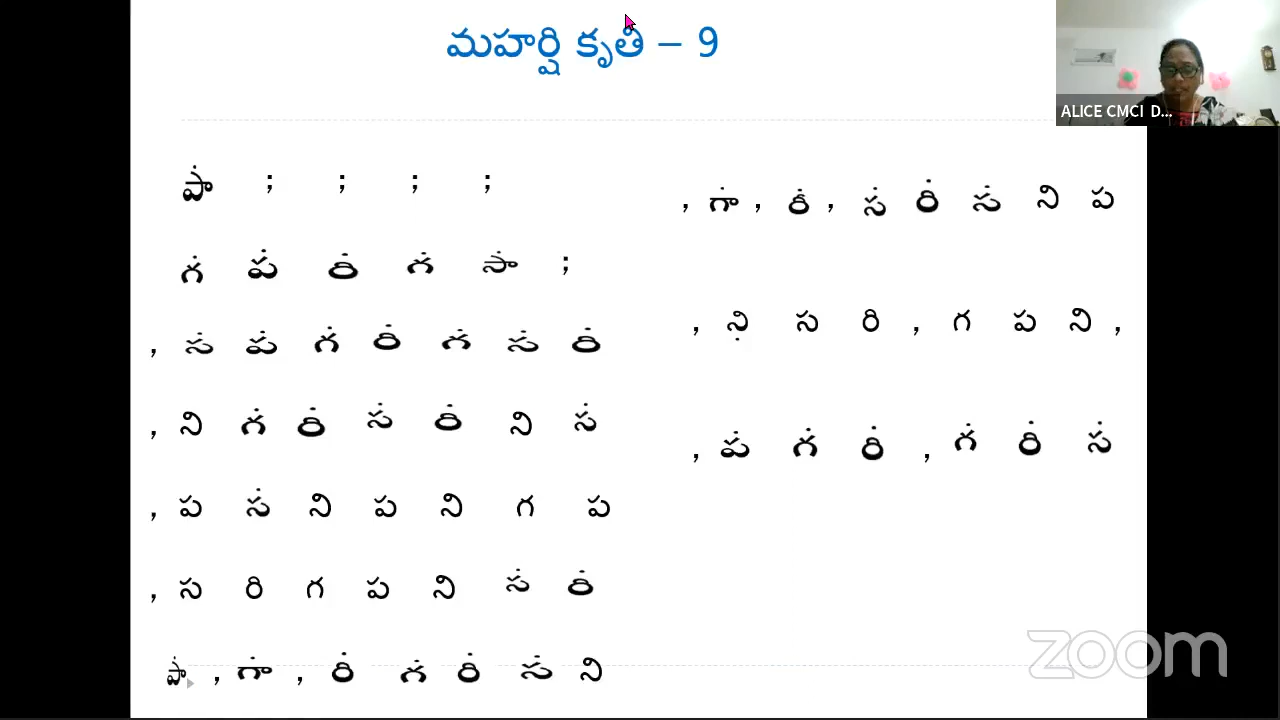 మహర్షి కృతి – 9
ALICE CMCI D...
పా̇ ; ; ; ;
గ̇ ప̇ రి̇ గ̇ సా̇ ;
, స̇ ప̇ గ̇ రి̇ గ̇ స̇ రి̇
, ని గ̇ రి̇ స̇ రి̇ ని స̇
, ప స̇ ని ప ని గ ప
, స రి గ ప ని స̇ రి̇
పా̇ , గా̇ , రి̇ గ̇ రి̇ స̇ ని
, గా̇ , రీ̇ , స̇ రి̇ స̇ ని ప
, ని̣ స రి , గ ప ని ,
, ప̇ గ̇ రి̇ , గ̇ రి̇ స̇
zoom